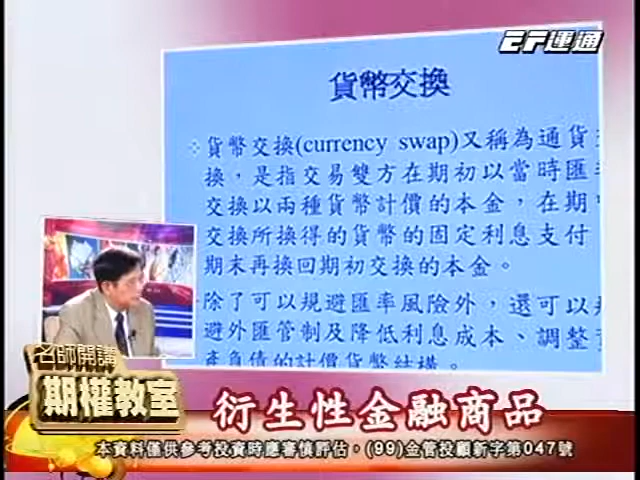 ET運通
貨幣交換
貨幣交換(currency swap)又稱為通貨
換，是指交易雙方在期初以當時匯
交換以兩種貨幣計價的本金，在期
交換所換得的貨幣的固定利息支付
期末再換回期初交換的本金。
除了可以規避匯率風險外，還可以
避外匯管制及降低利息成本、調整
產負債的計價貨幣結構。
名師開講
期權教室
衍生性金融商品
本資料僅供參考投資時應審慎評估，(99)金管投顧新字第047號